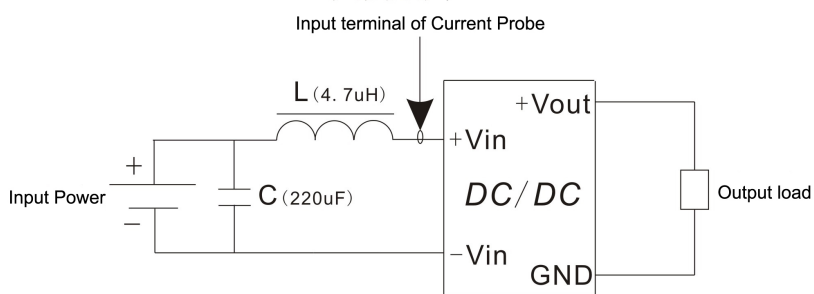 Input terminal of Current Probe
L (4. 7uH)
+Vout
+Vin
+
Input Power
C (220uF)
DC/DC
Output load
−
−Vin
GND